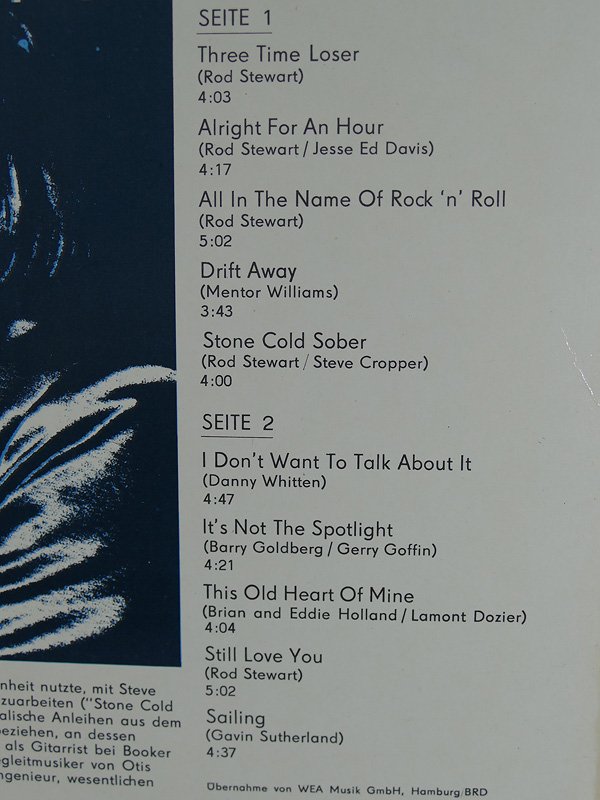 SEITE 1
Three Time Loser
(Rod Stewart)
4:03
Alright For An Hour
(Rod Stewart / Jesse Ed Davis)
4:17
All In The Name Of Rock ‘n’ Roll
(Rod Stewart)
5:02
Drift Away
(Mentor Williams)
3:43
Stone Cold Sober
(Rod Stewart / Steve Cropper)
4:00
SEITE 2
I Don’t Want To Talk About It
(Danny Whitten)
4:47
It’s Not The Spotlight
(Barry Goldberg / Gerry Goffin)
4:21
This Old Heart Of Mine
(Brian and Eddie Holland / Lamont Dozier)
4:04
Still Love You
(Rod Stewart)
5:02
Sailing
(Gavin Sutherland)
4:37
Übernahme von WEA Musik GmbH, Hamburg/BRD
nheit nutzte, mit Steve
zuarbeiten ("Stone Cold
alische Anleihen aus dem
eziehen, an dessen
als Gitarrist bei Booker
gleitmusiker von Otis
ngenieur, wesentlichen